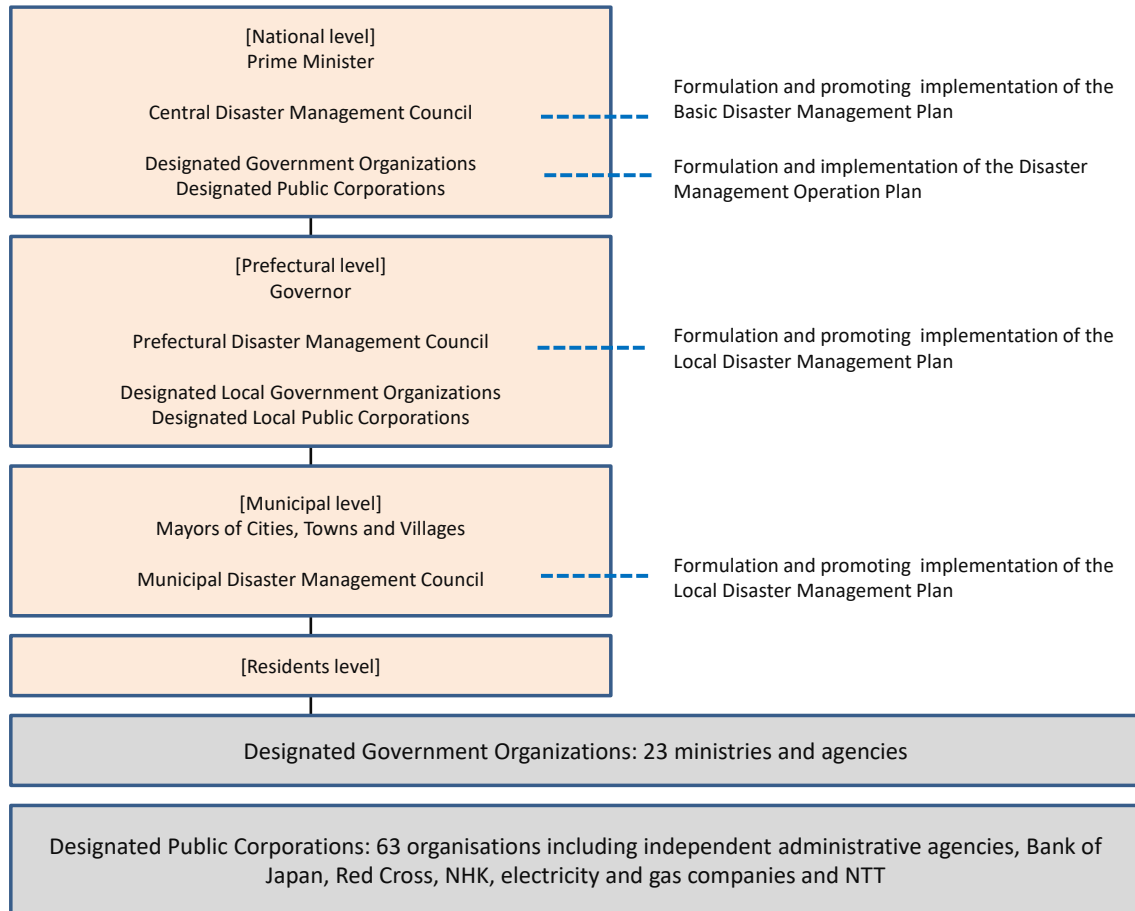 [National level]
Prime Minister
Central Disaster Management Council
Formulation and promoting implementation of the
Basic Disaster Management Plan
Designated Government Organizations
Designated Public Corporations
Formulation and implementation of the Disaster
Management Operation Plan
[Prefectural level]
Governor
Prefectural Disaster Management Council
Formulation and promoting implementation of the
Local Disaster Management Plan
Designated Local Government Organizations
Designated Local Public Corporations
[Municipal level]
Mayors of Cities, Towns and Villages
Municipal Disaster Management Council
Formulation and promoting implementation of the
Local Disaster Management Plan
[Residents level]
Designated Government Organizations: 23 ministries and agencies
Designated Public Corporations: 63 organisations including independent administrative agencies, Bank of
Japan, Red Cross, NHK, electricity and gas companies and NTT